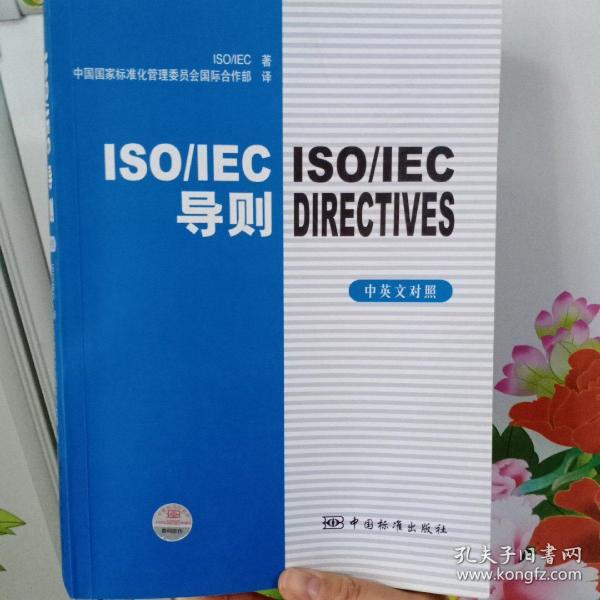 ISO/IEC 著
中国国家标准化管理委员会国际合作部 译
ISO/IEC
导则
ISO/IEC
DIRECTIVES
中英文对照
中国标准出版社
孔夫子旧书网
www.kongfz.com